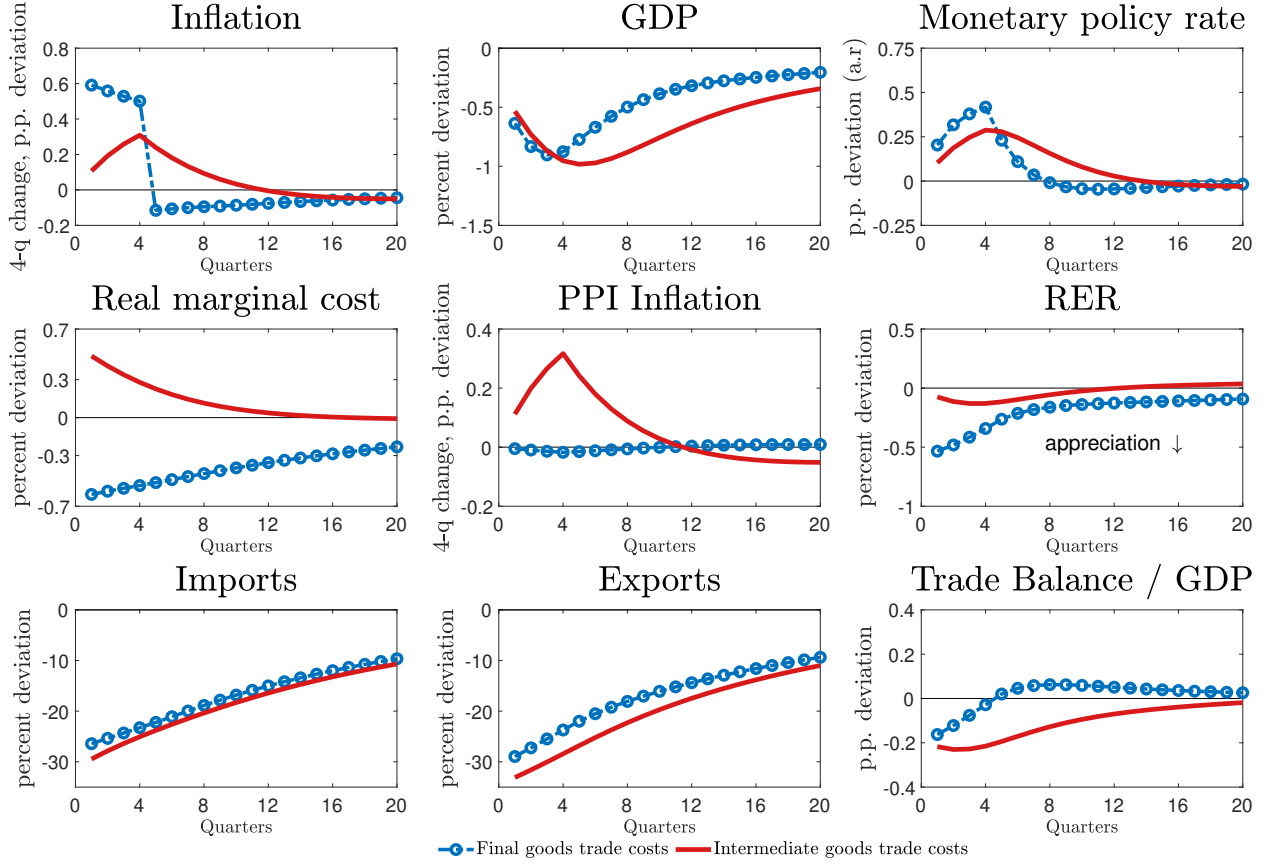 Inflation
4-q change, p.p. deviation
0.8
0.6
0.4
0.2
0
-0.2
0 4 8 12 16 20
Quarters
GDP
percent deviation
0
-0.5
-1
-1.5
0 4 8 12 16 20
Quarters
Monetary policy rate
p.p. deviation (a.r)
0.75
0.5
0.25
0
-0.25
0 4 8 12 16 20
Quarters
Real marginal cost
percent deviation
0.7
0.3
0
-0.3
-0.7
0 4 8 12 16 20
Quarters
PPI Inflation
4-q change, p.p. deviation
0.4
0.2
0
-0.2
0 4 8 12 16 20
Quarters
RER
percent deviation
0.5
0
-0.5
-1
appreciation ↓
0 4 8 12 16 20
Quarters
Imports
percent deviation
0
-10
-20
-30
0 4 8 12 16 20
Quarters
Exports
percent deviation
0
-10
-20
-30
0 4 8 12 16 20
Quarters
Trade Balance / GDP
p.p. deviation
0.4
0.2
0
-0.2
-0.4
0 4 8 12 16 20
Quarters
Final goods trade costs Intermediate goods trade costs